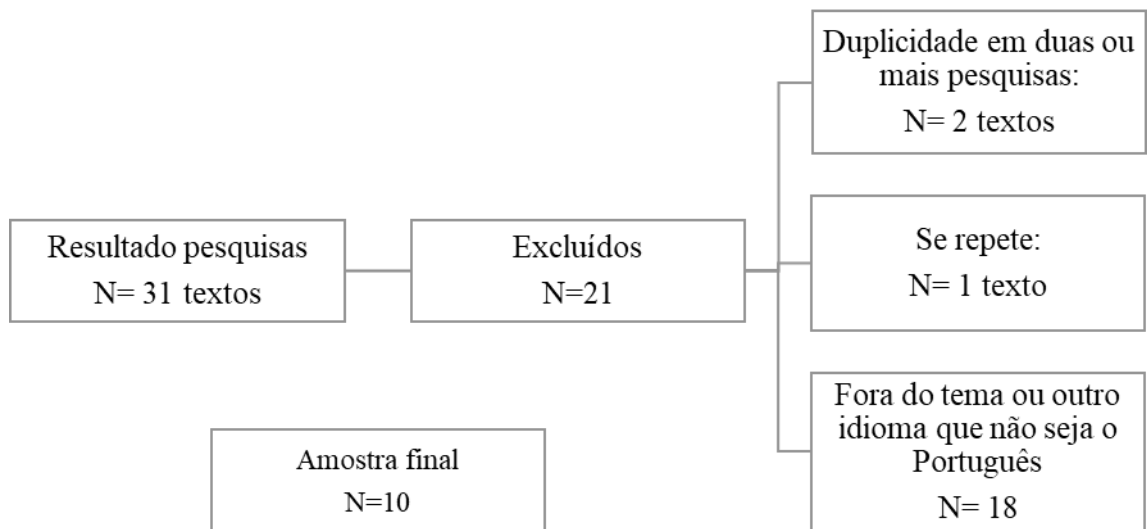 Duplicidade em duas ou
mais pesquisas:
N= 2 textos
Resultado pesquisas
N= 31 textos
Excluídos
N=21
Se repete:
N= 1 texto
Fora do tema ou outro
idioma que não seja o
Português
N= 18
Amostra final
N=10